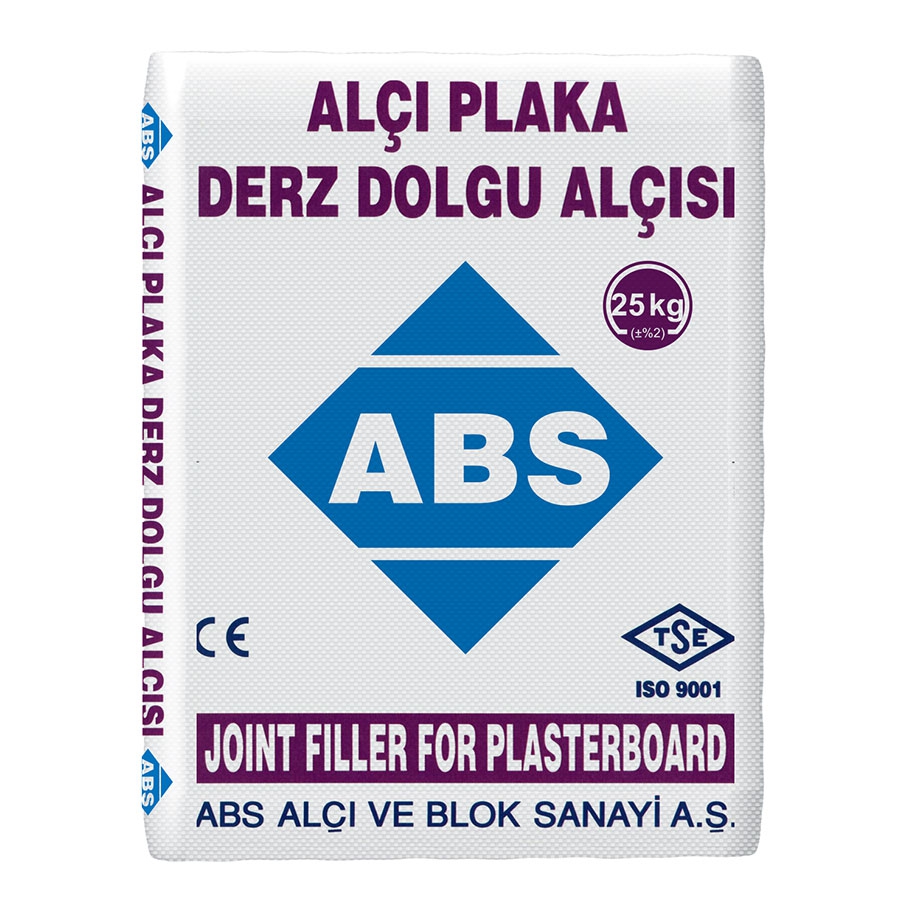 ALÇI PLAKA
DERZ DOLGU ALÇISI
25 kg
(±%2)
ABS
CE
TSE
ISO 9001
JOINT FILLER FOR PLASTERBOARD
ABS ALÇI VE BLOK SANAYİ A.Ş.
ABS
ALÇI PLAKA DERZ DOLGU ALÇISI
ABS